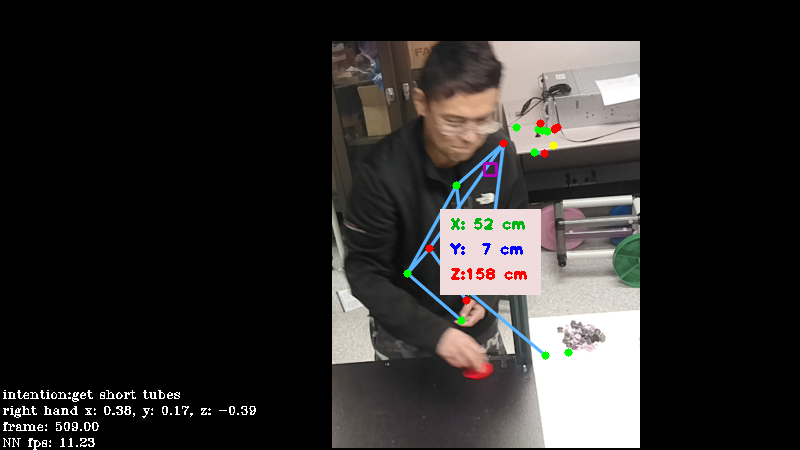 FA
X: 52 cm
Y: 7 cm
Z:158 cm
intention:get short tubes
right hand x: 0.38, y: 0.17, z: -0.39
frame: 509.00
NN fps: 11.23